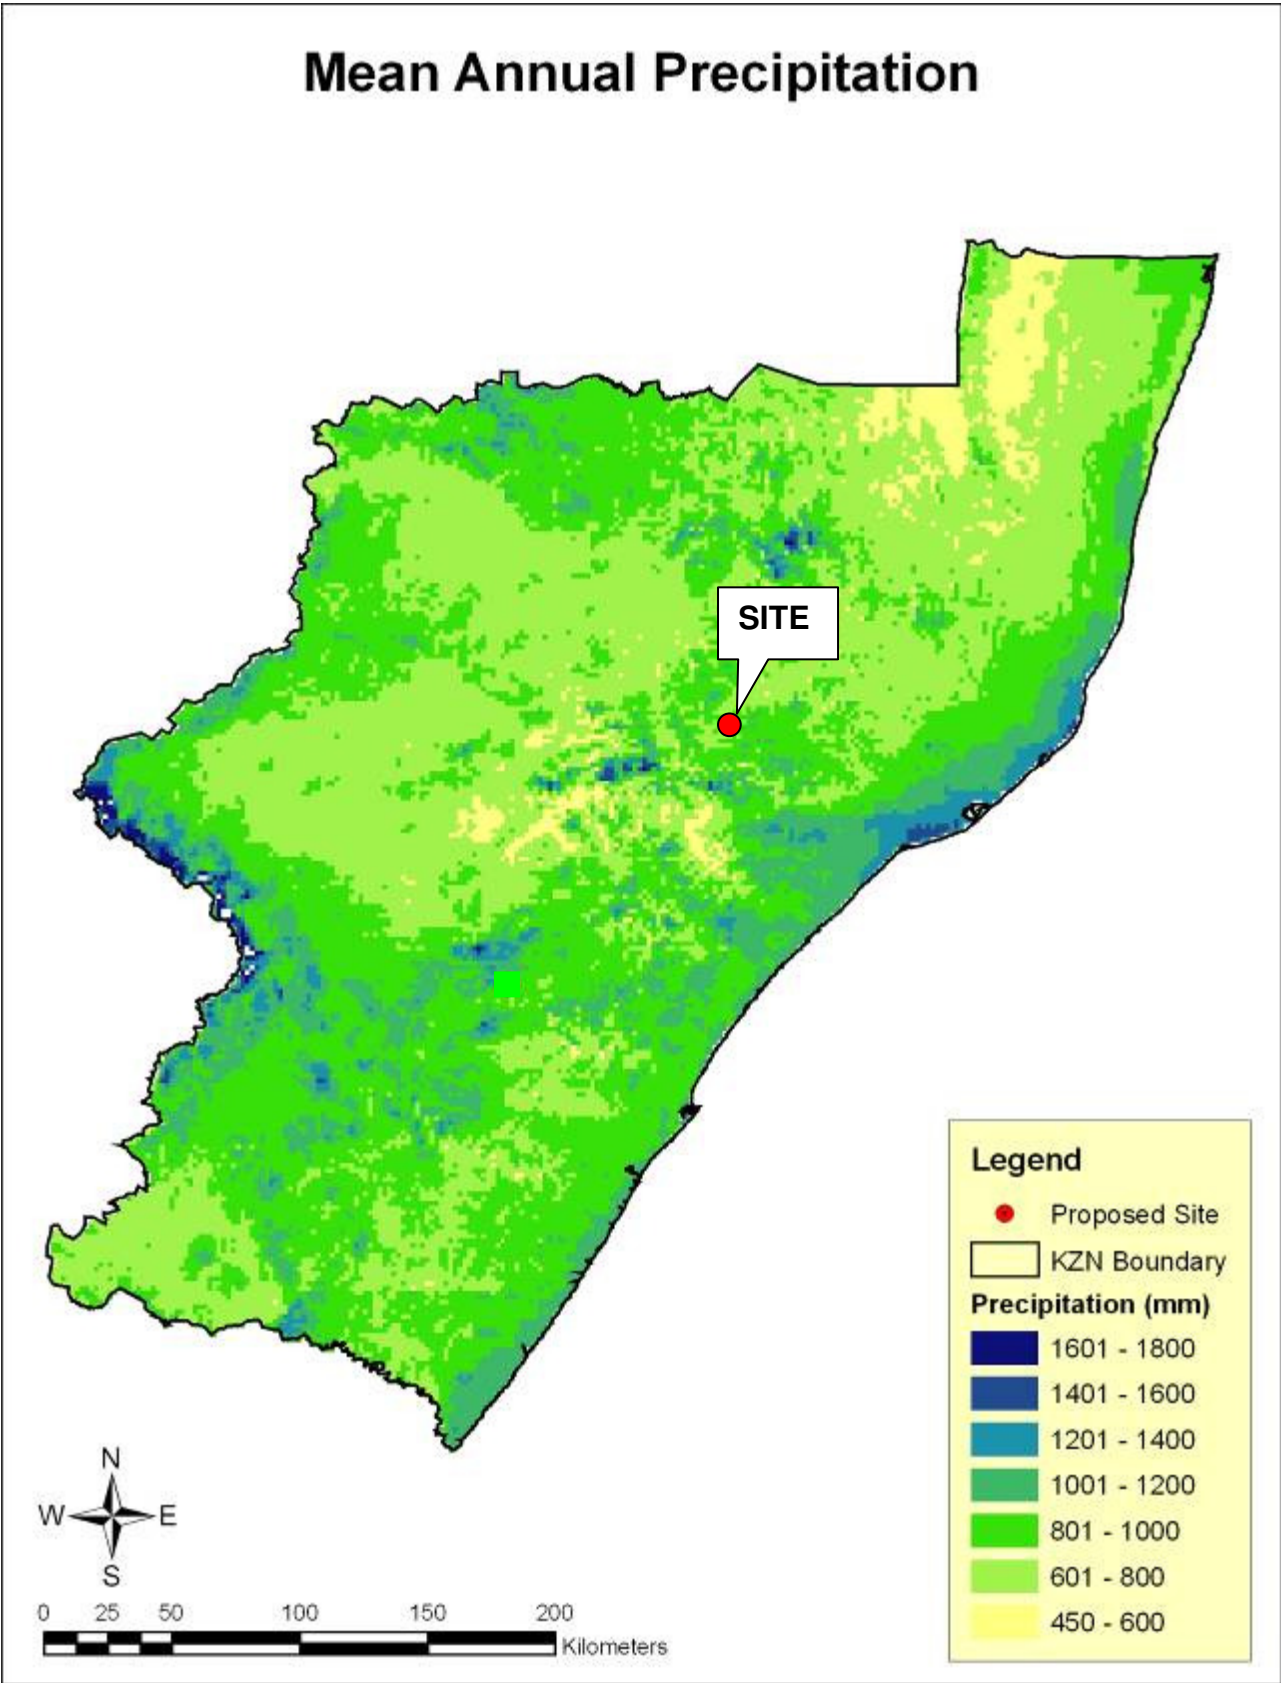 Mean Annual Precipitation
SITE
Legend
Proposed Site
KZN Boundary
Precipitation (mm)
1601 - 1800
1401 - 1600
1201 - 1400
1001 - 1200
801 - 1000
601 - 800
450 - 600
N
W E
S
0 25 50 100 150 200
Kilometers